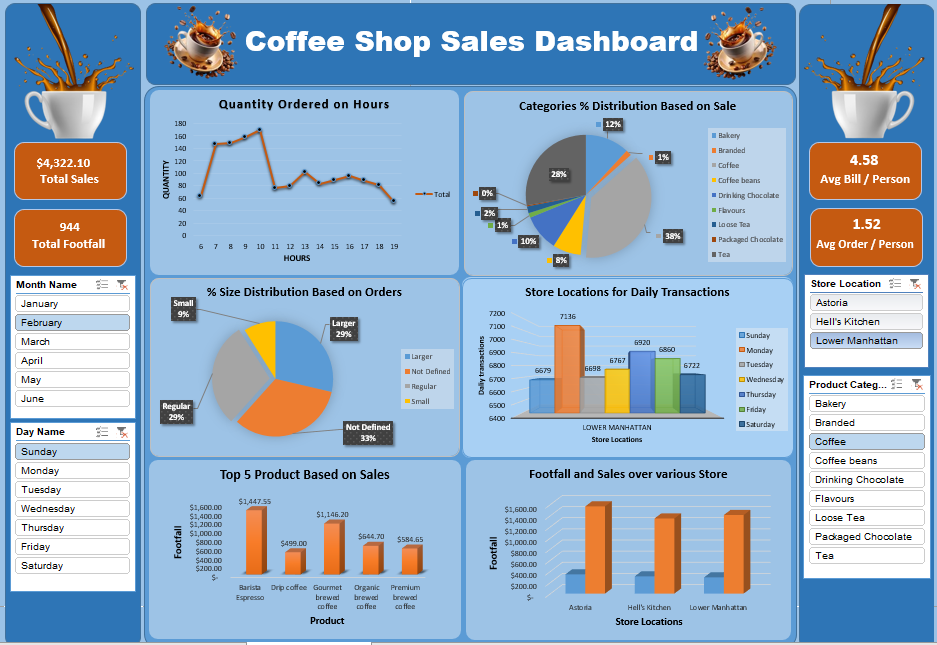 Coffee Shop Sales Dashboard
$4,322.10
Total Sales
944
Total Footfall
Month Name
January
February
March
April
May
June
Day Name
Sunday
Monday
Tuesday
Wednesday
Thursday
Friday
Saturday
Quantity Ordered on Hours
QUANTITY
180
160
140
120
100
80
60
40
20
0
6 7 8 9 10 11 12 13 14 15 16 17 18 19
HOURS
Total
Categories % Distribution Based on Sale
12%
1%
38%
8%
10%
1%
2%
0%
28%
Bakery
Branded
Coffee
Coffee beans
Drinking Chocolate
Flavours
Loose Tea
Packaged Chocolate
Tea
% Size Distribution Based on Orders
Small
9%
Larger
29%
Regular
29%
Not Defined
33%
Larger
Not Defined
Regular
Small
Store Locations for Daily Transactions
Daily transactions
7200
7100
7000
6900
6800
6700
6600
6500
6400
6679
7136
6698
6767
6920
6860
6722
LOWER MANHATTAN
Store Locations
Sunday
Monday
Tuesday
Wednesday
Thursday
Friday
Saturday
Top 5 Product Based on Sales
Footfall
$1,600.00
$1,400.00
$1,200.00
$1,000.00
$800.00
$600.00
$400.00
$200.00
$-
$1,447.55
$499.00
$1,146.20
$644.70
$584.65
Barista
Espresso
Drip coffee
Gourmet
brewed
coffee
Organic
brewed
coffee
Premium
brewed
coffee
Product
Footfall and Sales over various Store
Footfall
$1,600.00
$1,400.00
$1,200.00
$1,000.00
$800.00
$600.00
$400.00
$200.00
$-
Astoria
Hell's Kitchen
Lower Manhattan
Store Locations
4.58
Avg Bill / Person
1.52
Avg Order / Person
Store Location
Astoria
Hell's Kitchen
Lower Manhattan
Product Categ...
Bakery
Branded
Coffee
Coffee beans
Drinking Chocolate
Flavours
Loose Tea
Packaged Chocolate
Tea